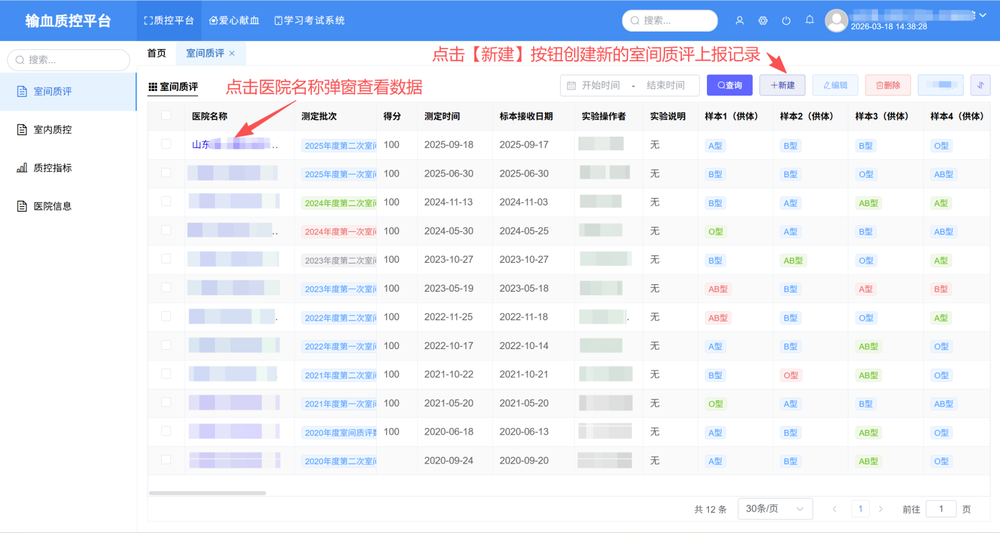 输血质控平台 质控平台 爱心献血 学习考试系统 搜索... 2026-03-18 14:38:28
搜索... 首页 室间质评 × 点击【新建】按钮创建新的室间质评上报记录
室间质评
室内质控
质控指标
医院信息
室间质评 点击医院名称弹窗查看数据 开始时间 - 结束时间 查询 +新建 编辑 删除
医院名称 测定批次 得分 测定时间 标本接收日期 实验操作者 实验说明 样本1（供体） 样本2（供体） 样本3（供体） 样本4（供体）
山东 .. 2025年度第二次室间 100 2025-09-18 2025-09-17 无 A型 B型 B型 O型
2025年度第一次室间 100 2025-06-30 2025-06-30 无 B型 B型 O型 AB型
2024年度第二次室间 100 2024-11-13 2024-11-03 无 B型 A型 AB型 A型
.. 2024年度第一次室间 100 2024-05-30 2024-05-25 无 O型 A型 B型 AB型
2023年度第二次室间 100 2023-10-27 2023-10-27 无 B型 AB型 O型 A型
2023年度第一次室间 100 2023-05-19 2023-05-18 无 AB型 B型 A型 B型
2022年度第二次室间 100 2022-11-25 2022-11-18 无 AB型 B型 O型 A型
2022年度第一次室间 100 2022-10-17 2022-10-14 无 A型 B型 AB型 O型
2021年度第二次室间 100 2021-10-22 2021-10-21 无 B型 O型 AB型 O型
2021年度第一次室间 100 2021-05-20 2021-05-20 无 O型 A型 B型 AB型
2020年度室间质评数 100 2020-06-18 2020-06-13 无 A型 B型 AB型 O型
2020年度第二次室间 2020-09-24 2020-09-20 无 A型 B型 AB型 O型
共 12 条 30条/页 1 前往 1 页